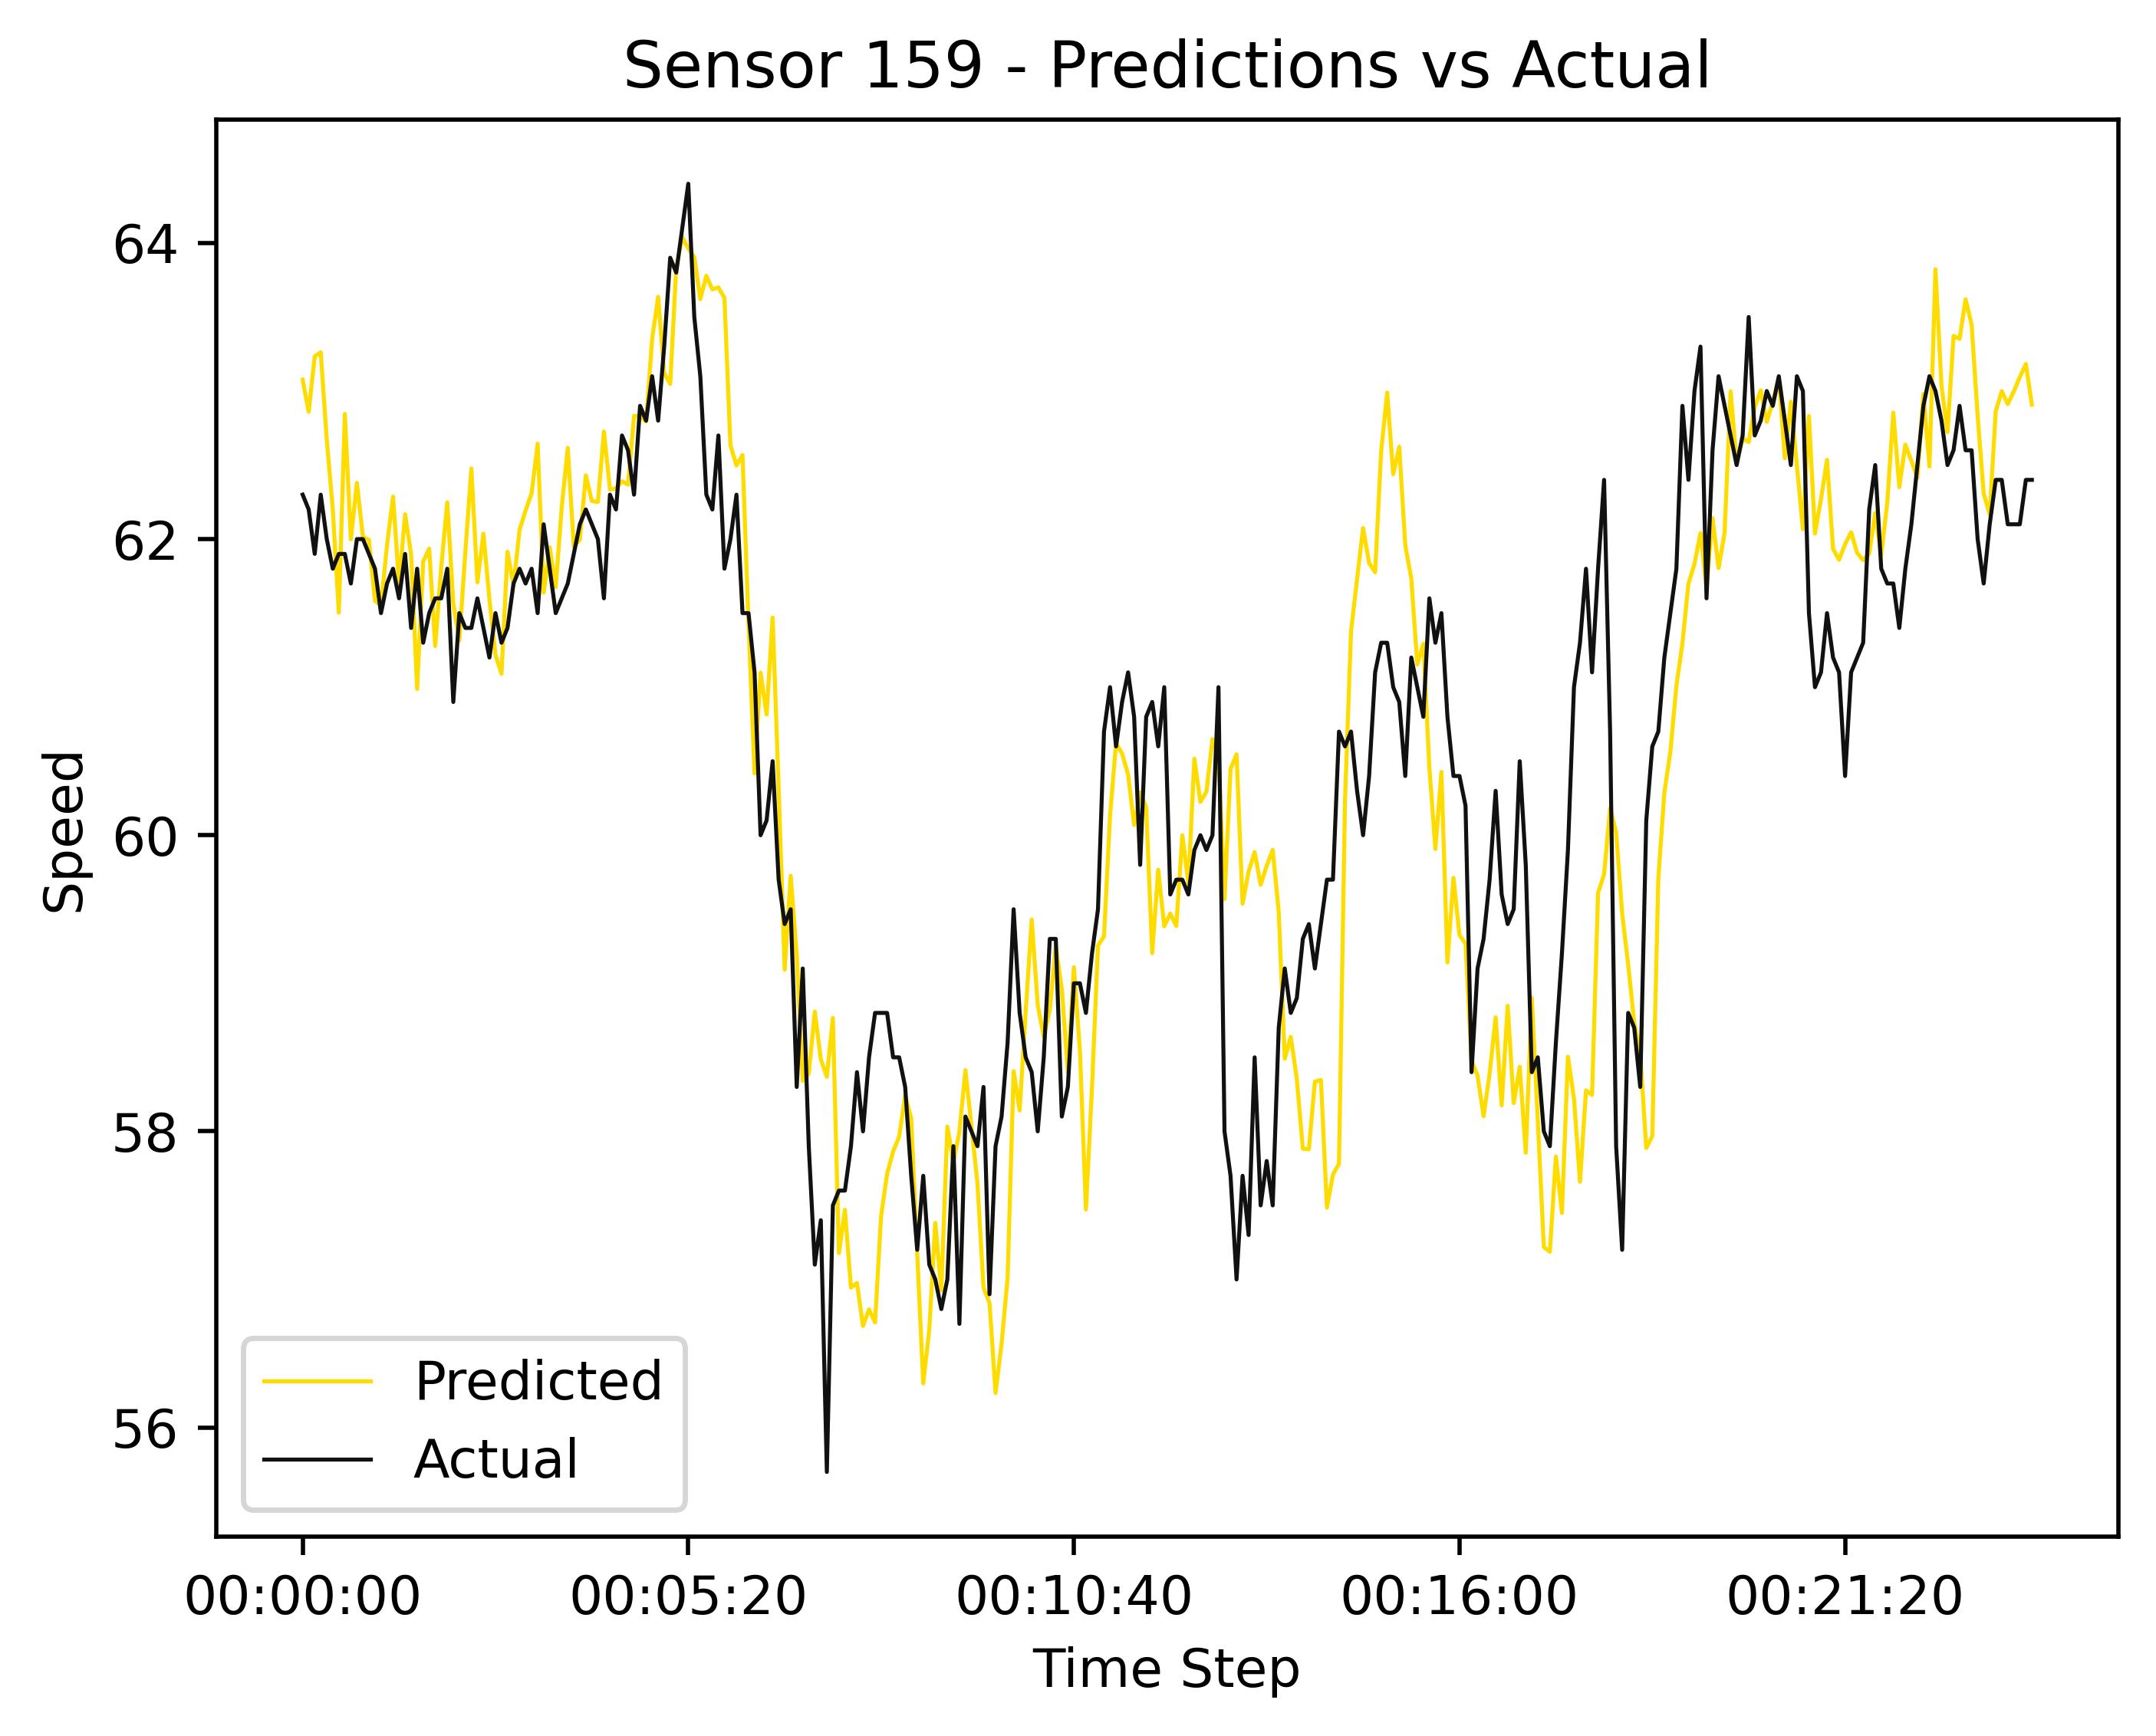 Sensor 159 - Predictions vs Actual
64
62
60
58
56
Speed
Predicted
Actual
00:00:00 00:05:20 00:10:40 00:16:00 00:21:20
Time Step